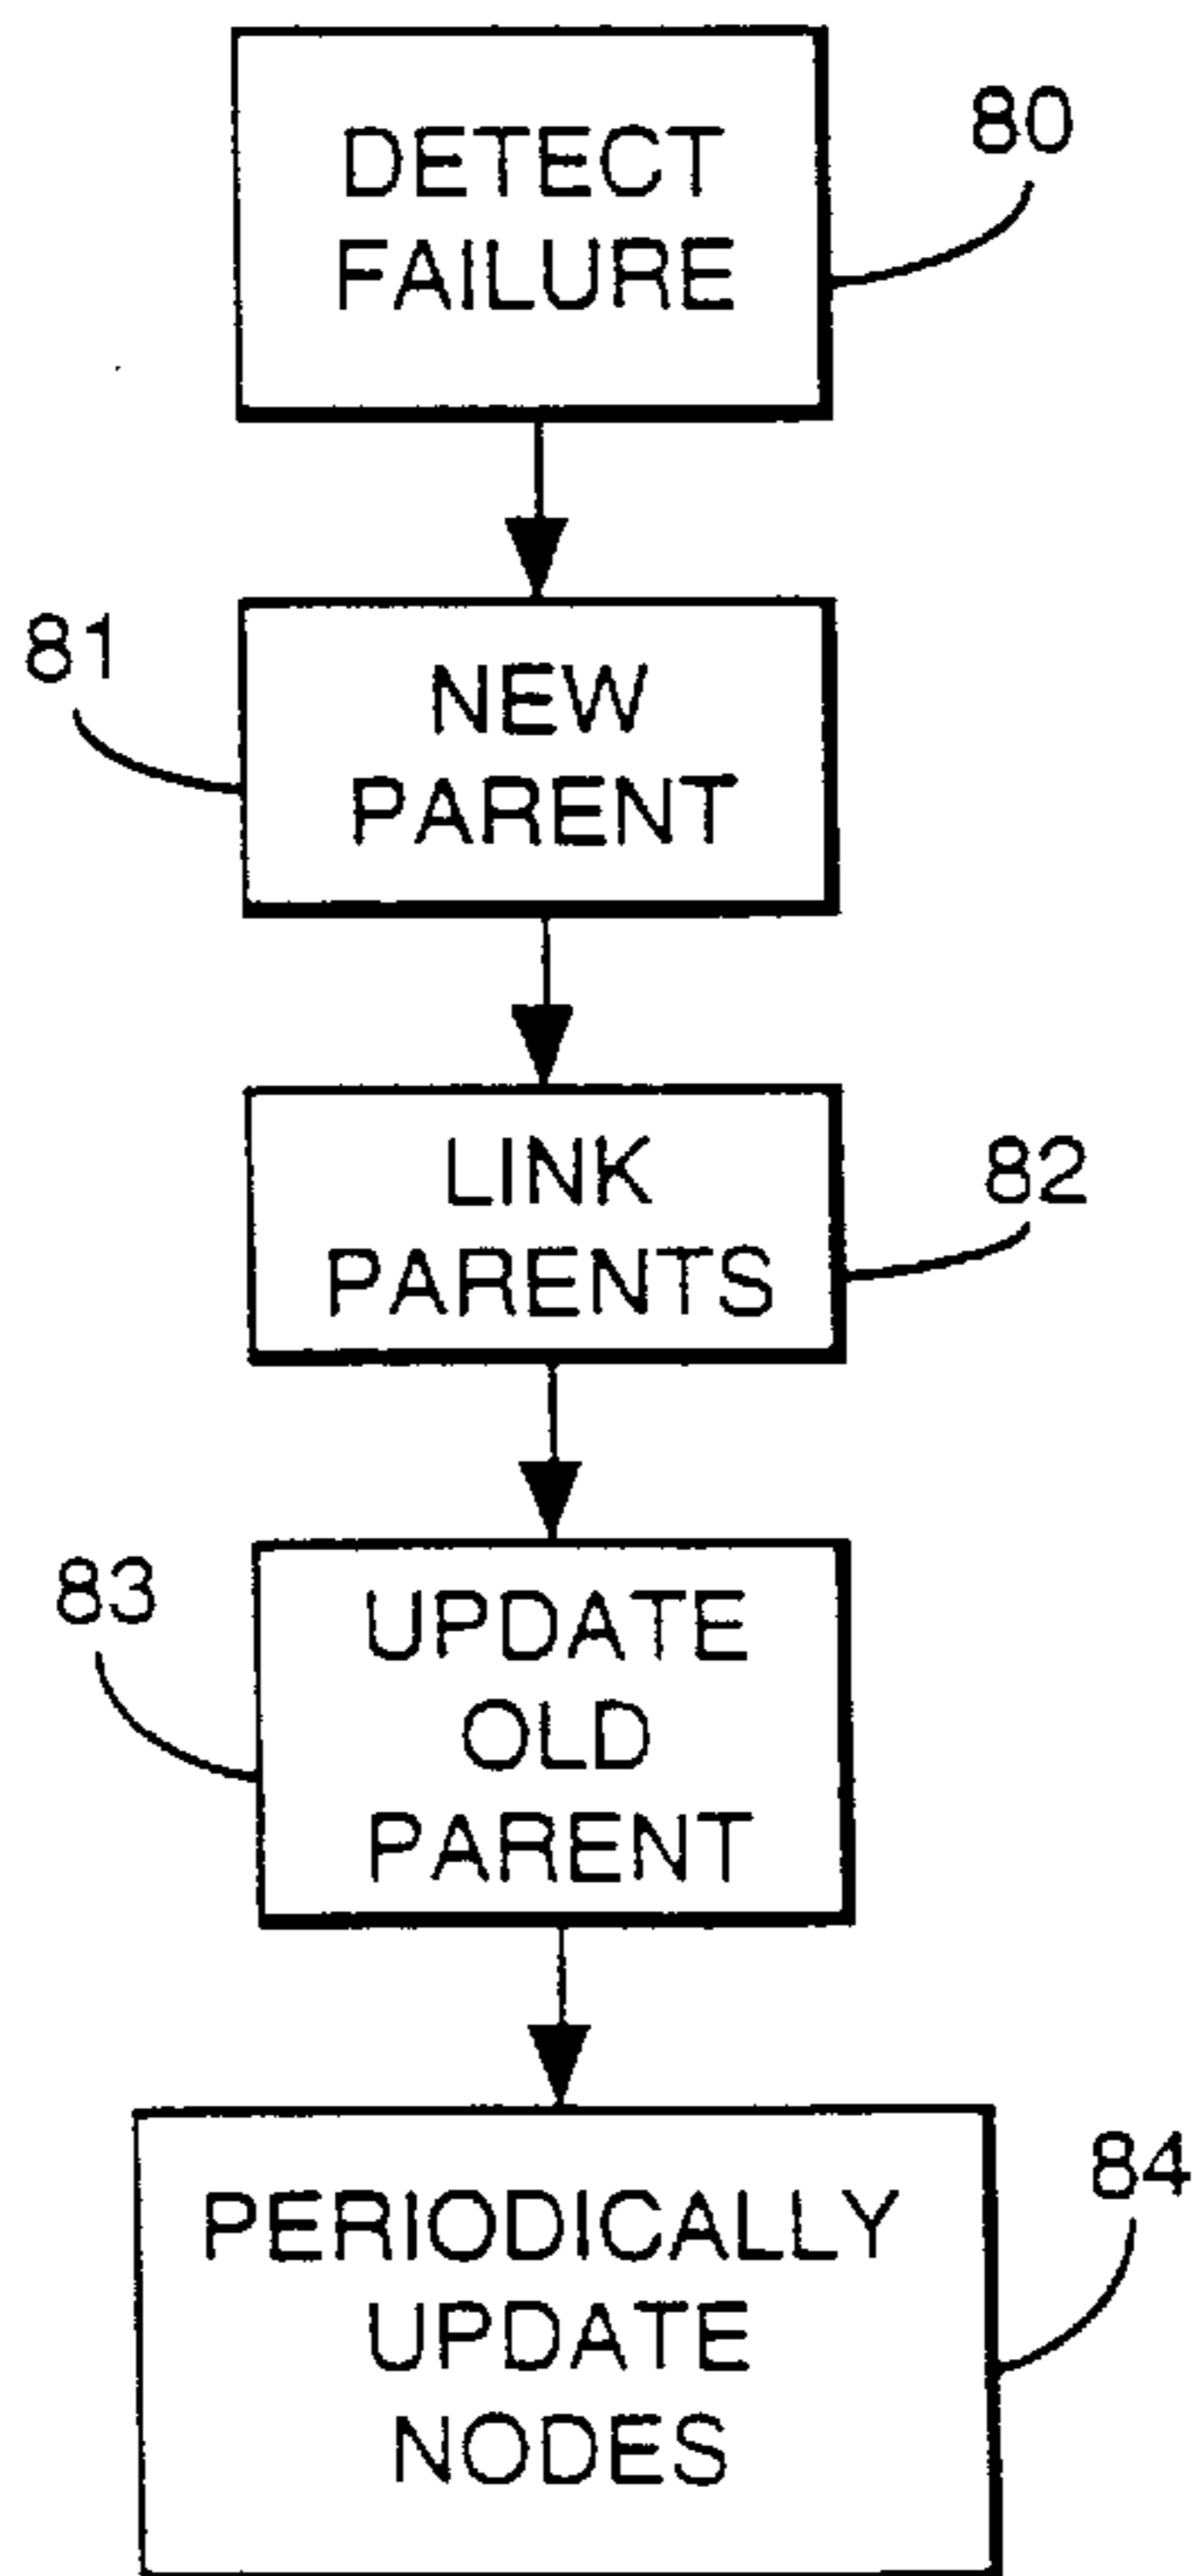 DETECT
FAILURE
80
81
NEW
PARENT
LINK
PARENTS
82
83
UPDATE
OLD
PARENT
PERIODICALLY
UPDATE
NODES
84